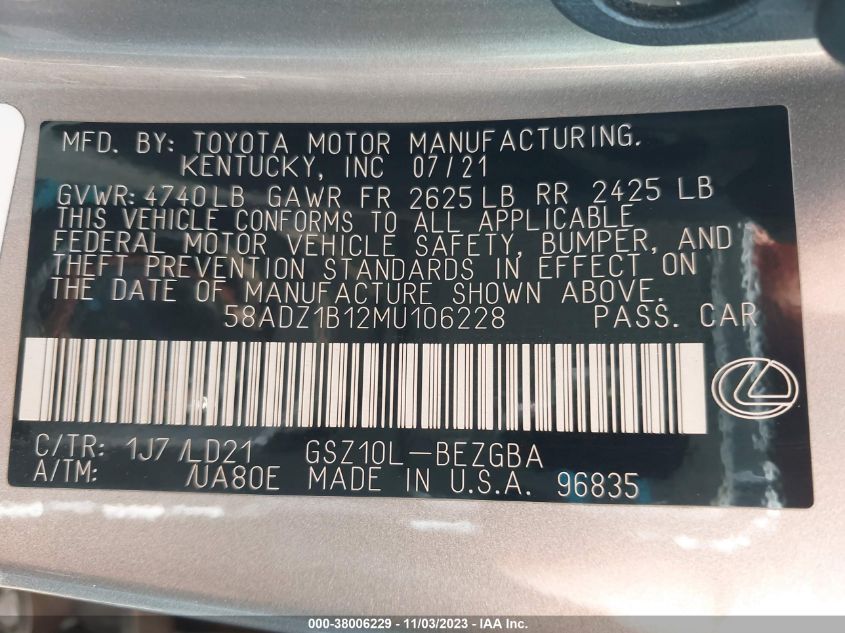 MFD. BY: TOYOTA MOTOR MANUFACTURING.
KENTUCKY, INC 07/21
GVWR: 4740LB GAWR FR 2625 LB RR 2425 LB
THIS VEHICLE CONFORMS TO ALL APPLICABLE
FEDERAL MOTOR VEHICLE SAFETY, BUMPER, AND
THEFT PREVENTION STANDARDS IN EFFECT ON
THE DATE OF MANUFACTURE SHOWN ABOVE.
58ADZ1B12MU106228 PASS. CAR
C/TR: 1J7 /LD21 GSZ10L-BEZGBA
A/TM: /UA80E MADE IN U.S.A. 96835
000-38006229 - 11/03/2023 - IAA Inc.